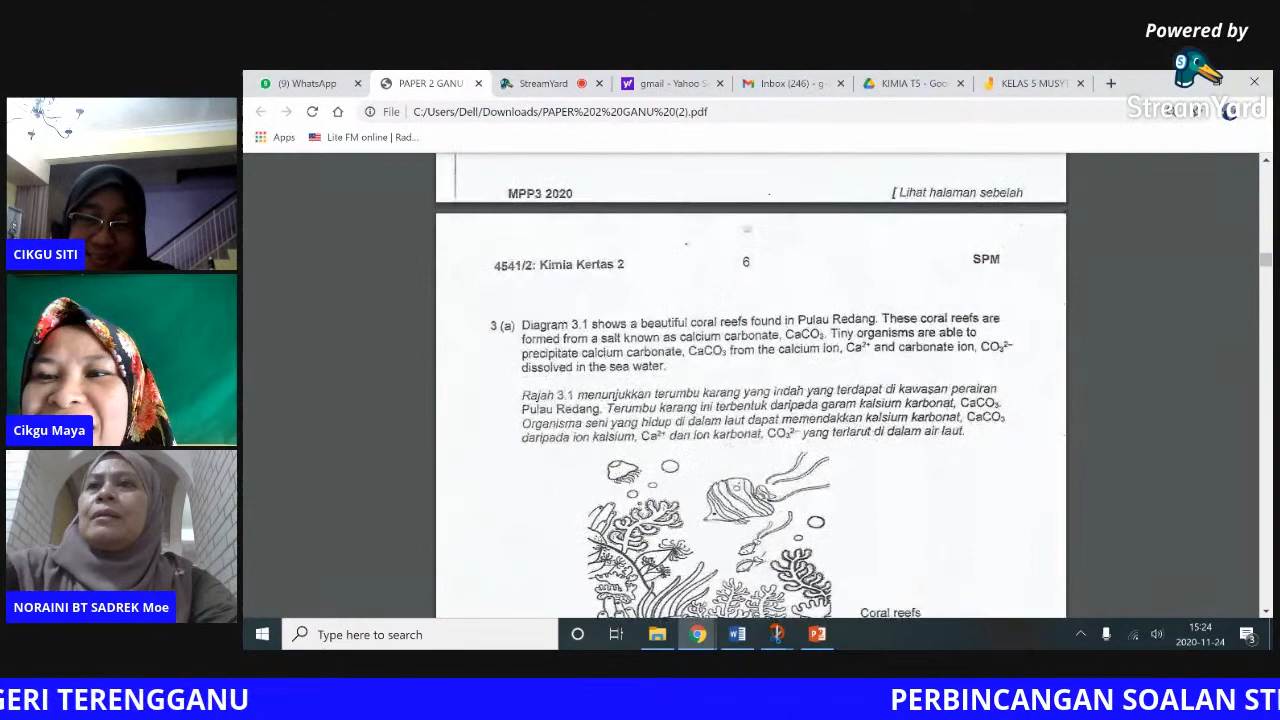 Powered by
StreamYard
(9) WhatsApp
PAPER 2 GANU
StreamYard
gmail - Yahoo S
Inbox (246) - g
KIMIA T5 - Goo
KELAS 5 MUSYT
File
C:/Users/Dell/Downloads/PAPER%202%20GANU%20(2).pdf
Apps
Lite FM online | Rad...
MPP3 2020
[ Lihat halaman sebelah
4541/2: Kimia Kertas 2
6
SPM
3 (a) Diagram 3.1 shows a beautiful coral reefs found in Pulau Redang. These coral reefs are
formed from a salt known as calcium carbonate, CaCO₃. Tiny organisms are able to
precipitate calcium carbonate, CaCO₃ from the calcium ion, Ca²⁺ and carbonate ion, CO₃²⁻
dissolved in the sea water.
Rajah 3.1 menunjukkan terumbu karang yang indah yang terdapat di kawasan perairan
Pulau Redang. Terumbu karang ini terbentuk daripada garam kalsium karbonat, CaCO₃.
Organisma seni yang hidup di dalam laut dapat memendakkan kalsium karbonat, CaCO₃
daripada ion kalsium, Ca²⁺ dan ion karbonat, CO₃²⁻ yang terlarut di dalam air laut.
Coral reefs
CIKGU SITI
Cikgu Maya
NORAINI BT SADREK Moe
Type here to search
15:24
2020-11-24
3
GERI TERENGGANU
PERBINCANGAN SOALAN STE